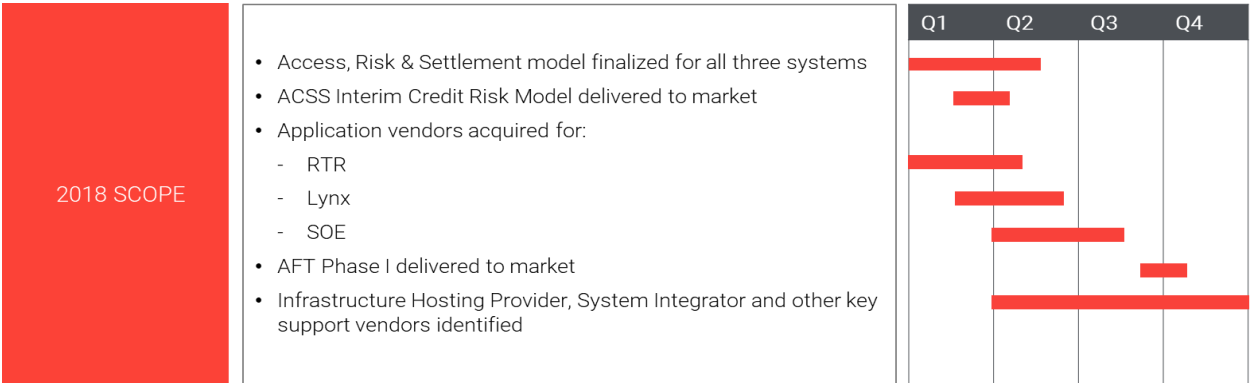 2018 SCOPE
• Access, Risk & Settlement model finalized for all three systems
• ACSS Interim Credit Risk Model delivered to market
• Application vendors acquired for:
- RTR
- Lynx
- SOE
• AFT Phase I delivered to market
• Infrastructure Hosting Provider, System Integrator and other key
support vendors identified
Q1 Q2 Q3 Q4